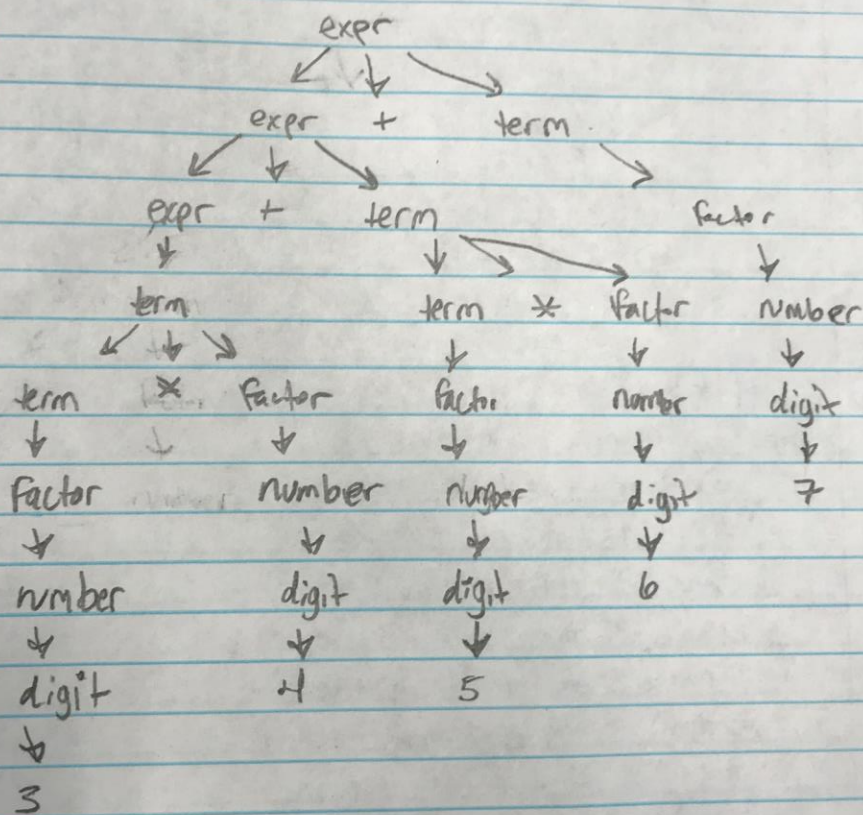 expr
expr + term
expr + term factor
term term * factor number
term * factor factor number digit
factor number number digit 7
number digit digit 6
digit 4 5
3